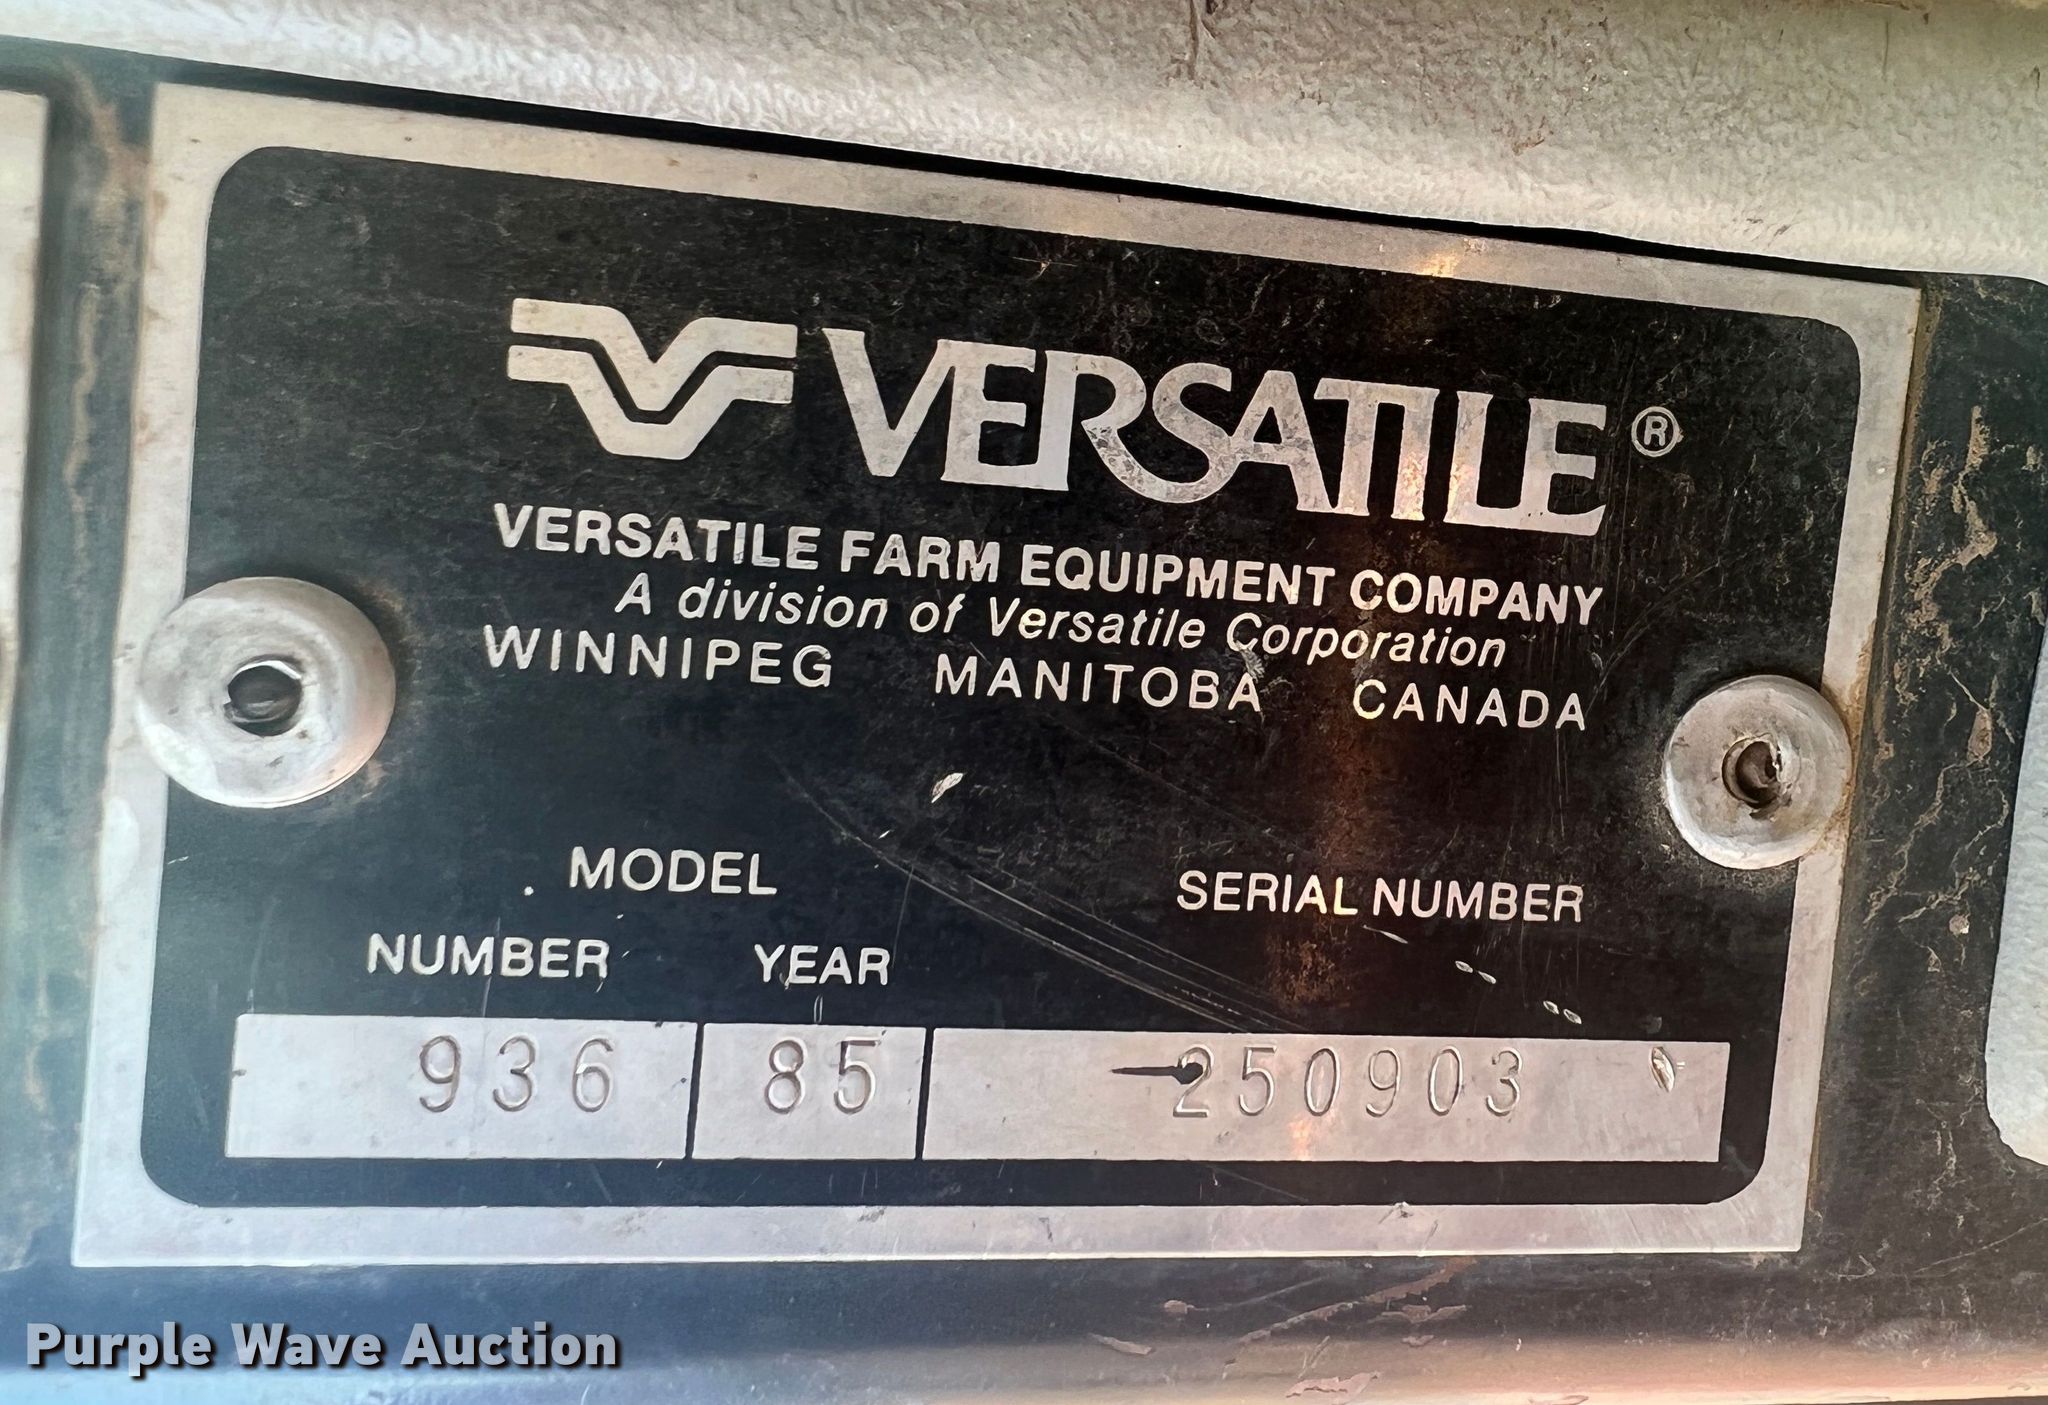 VERSATILE®
VERSATILE FARM EQUIPMENT COMPANY
A division of Versatile Corporation
WINNIPEG MANITOBA CANADA
MODEL
SERIAL NUMBER
NUMBER YEAR
936 85 250903
Purple Wave Auction